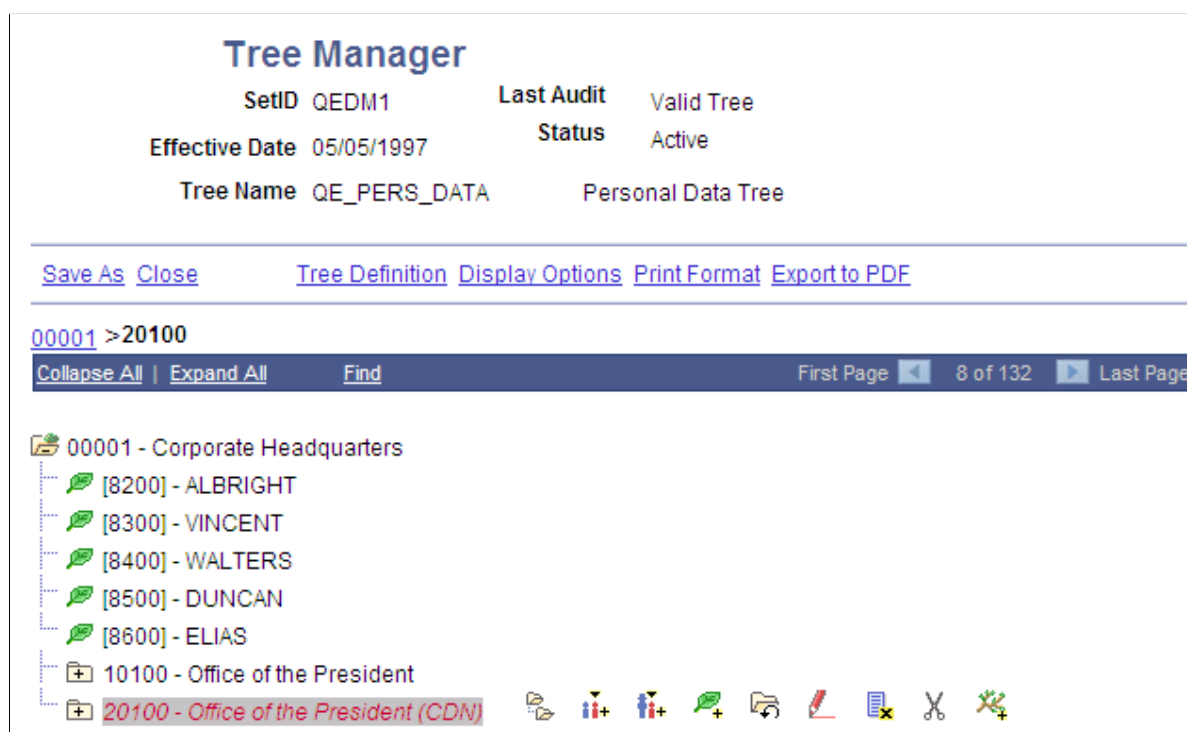 Tree Manager
SetID QEDM1 Last Audit Valid Tree
Effective Date 05/05/1997 Status Active
Tree Name QE_PERS_DATA Personal Data Tree
Save As Close Tree Definition Display Options Print Format Export to PDF
00001 >20100
Collapse All | Expand All Find First Page 8 of 132 Last Page
00001 - Corporate Headquarters
[8200] - ALBRIGHT
[8300] - VINCENT
[8400] - WALTERS
[8500] - DUNCAN
[8600] - ELIAS
10100 - Office of the President
20100 - Office of the President (CDN)